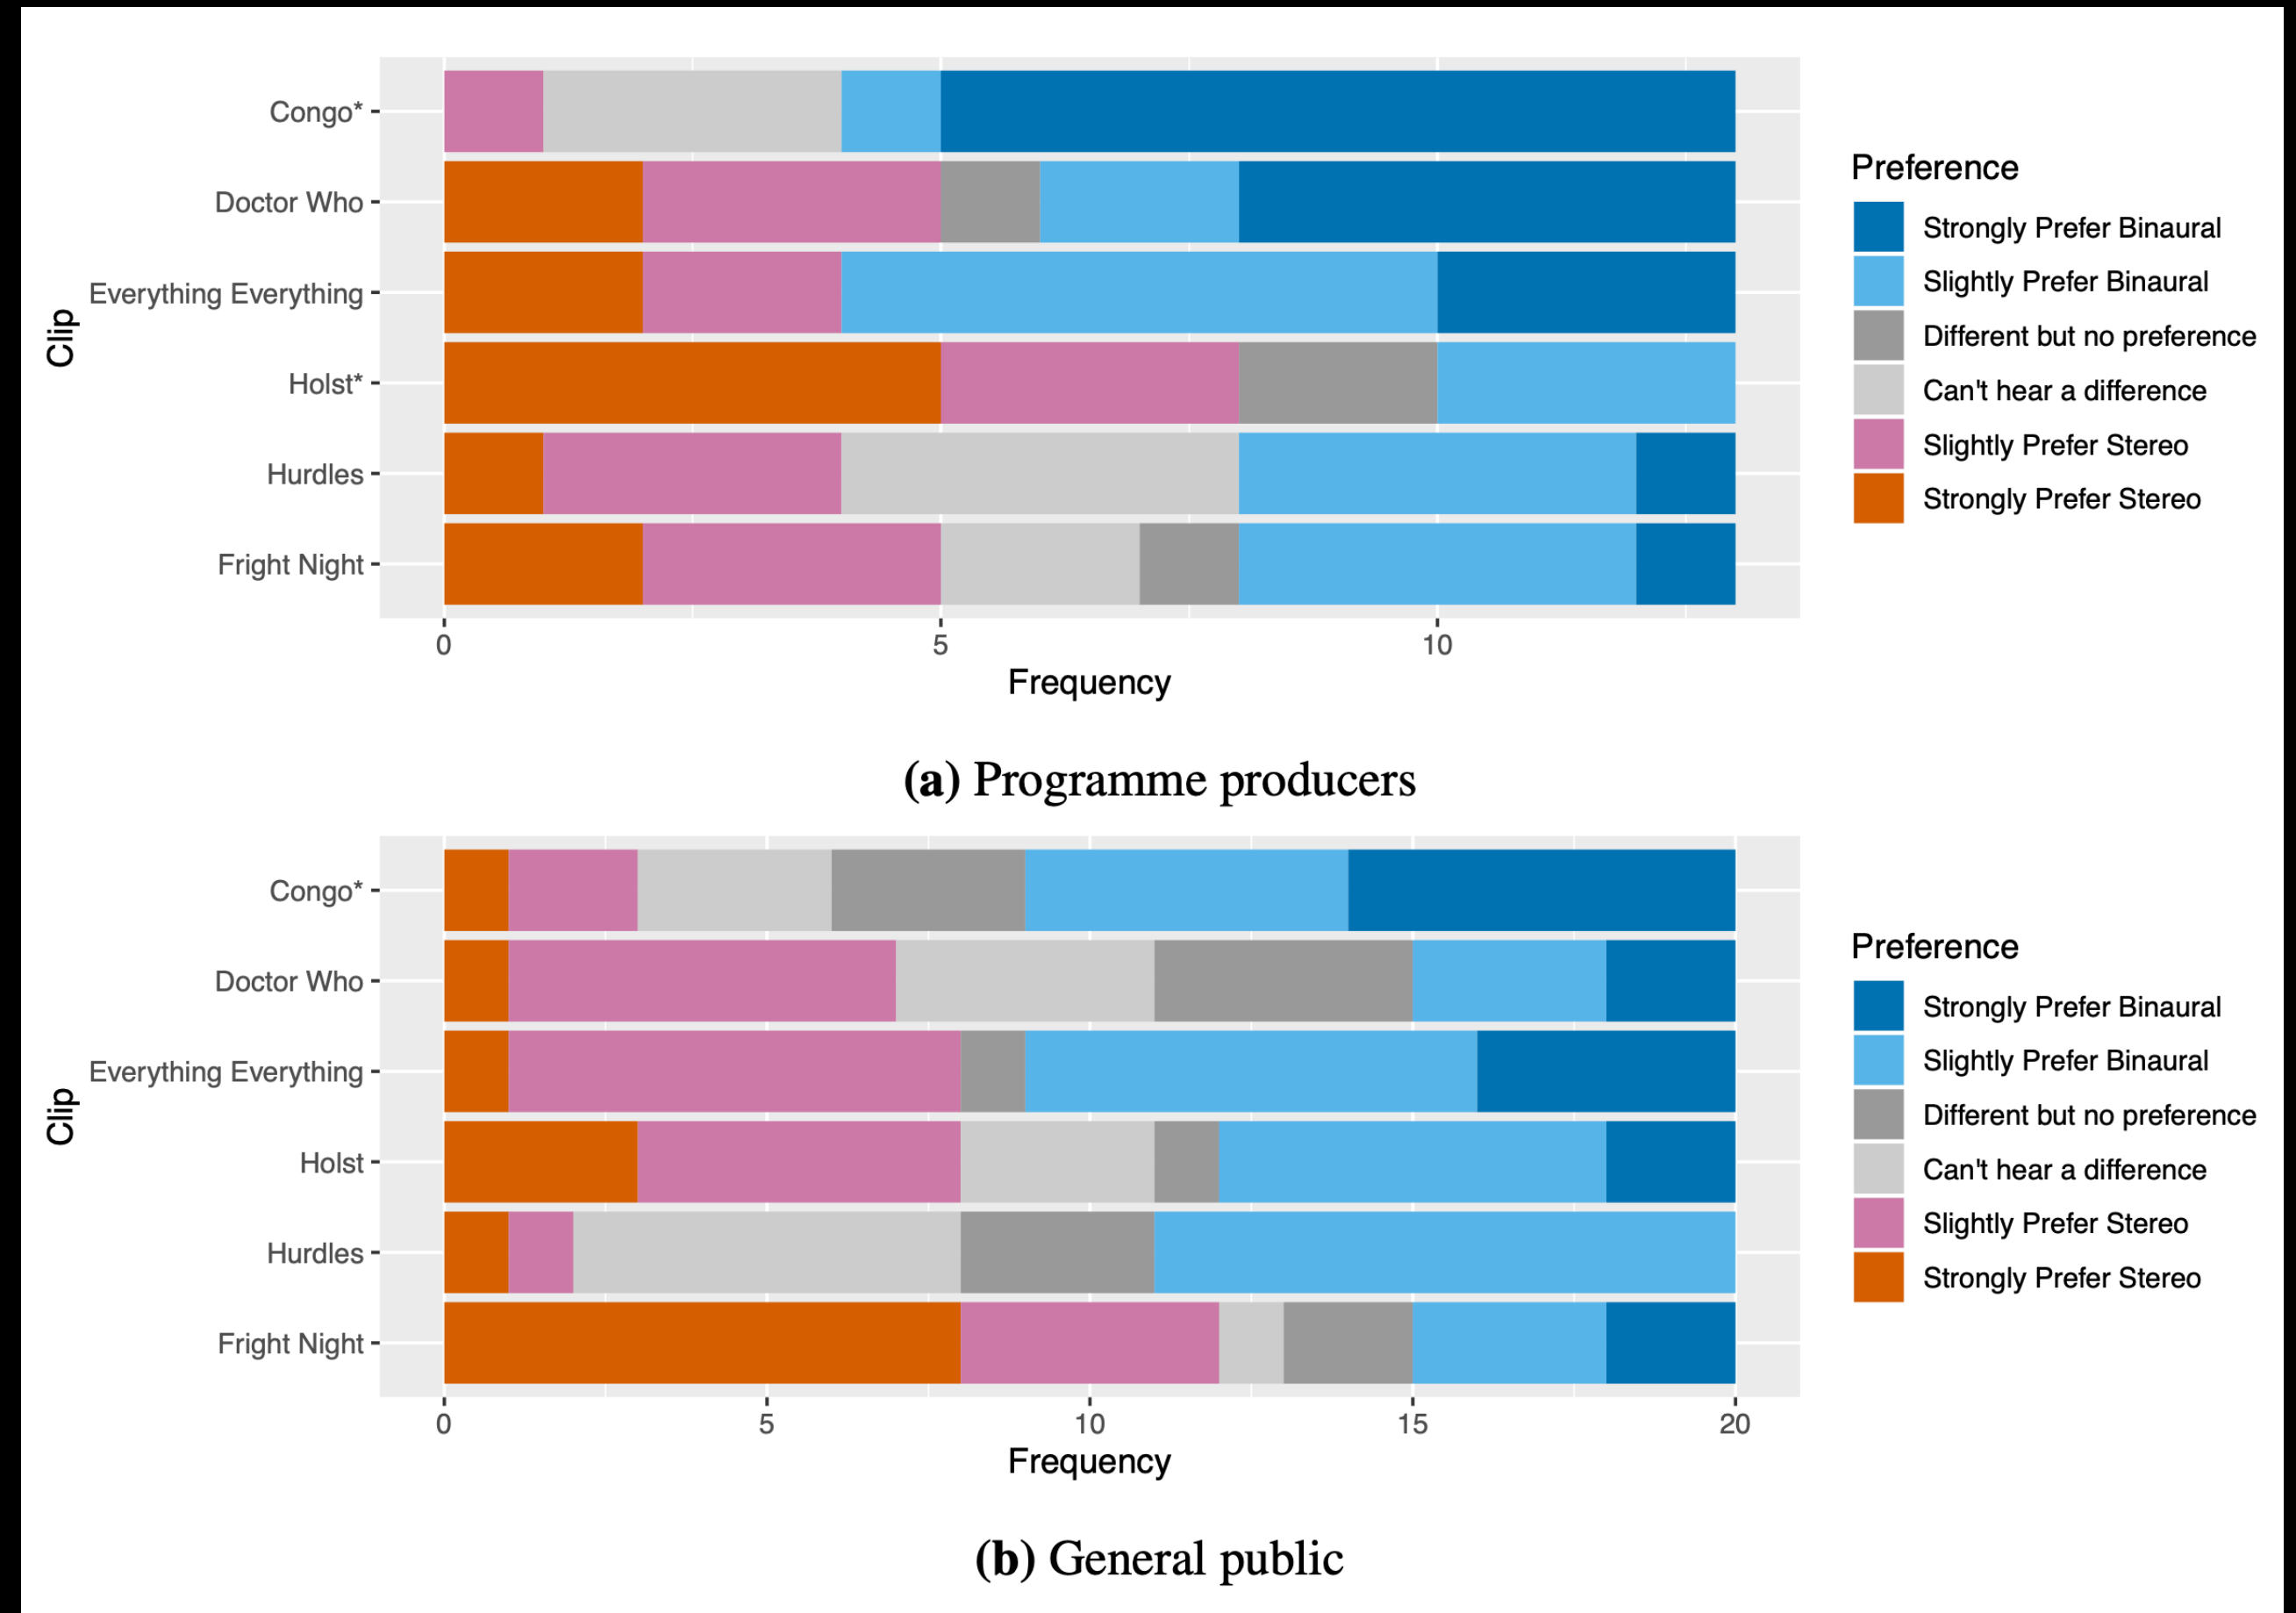 Congo*
Doctor Who
Everything Everything
Holst*
Hurdles
Fright Night
Clip
0 5 10
Frequency
Preference
Strongly Prefer Binaural
Slightly Prefer Binaural
Different but no preference
Can't hear a difference
Slightly Prefer Stereo
Strongly Prefer Stereo
(a) Programme producers
Congo*
Doctor Who
Everything Everything
Holst
Hurdles
Fright Night
Clip
0 5 10 15 20
Frequency
Preference
Strongly Prefer Binaural
Slightly Prefer Binaural
Different but no preference
Can't hear a difference
Slightly Prefer Stereo
Strongly Prefer Stereo
(b) General public